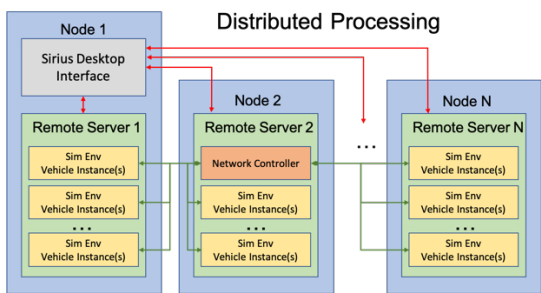 Distributed Processing
Node 1
Sirius Desktop
Interface
Remote Server 1
Sim Env
Vehicle Instance(s)
Sim Env
Vehicle Instance(s)
...
Sim Env
Vehicle Instance(s)
Node 2
Remote Server 2
Network Controller
Sim Env
Vehicle Instance(s)
...
Sim Env
Vehicle Instance(s)
...
Node N
Remote Server N
Sim Env
Vehicle Instance(s)
Sim Env
Vehicle Instance(s)
...
Sim Env
Vehicle Instance(s)